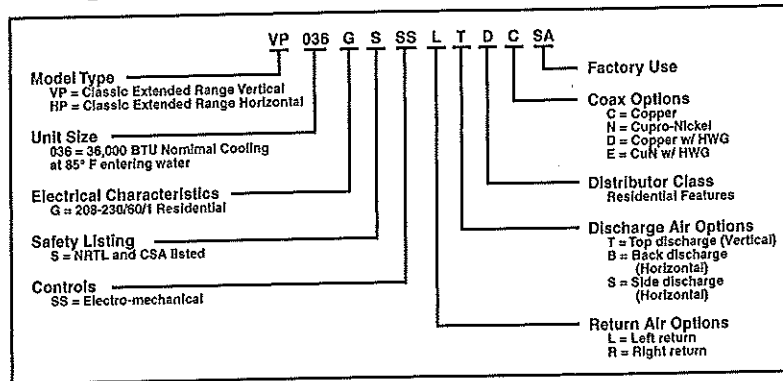 VP 036 G S SS L T D C SA
Model Type
VP = Classic Extended Range Vertical
HP = Classic Extended Range Horizontal
Unit Size
036 = 36,000 BTU Nomimal Cooling
at 85° F entering water
Electrical Characteristics
G = 208-230/60/1 Residential
Safety Listing
S = NRTL and CSA listed
Controls
SS = Electro-mechanical
Factory Use
Coax Options
C = Copper
N = Cupro-Nickel
D = Copper w/ HWG
E = CuN w/ HWG
Distributor Class
Residential Features
Discharge Air Options
T = Top discharge (Vertical)
B = Back discharge
(Horizontal)
S = Side discharge
(Horizontal)
Return Air Options
L = Left return
R = Right return